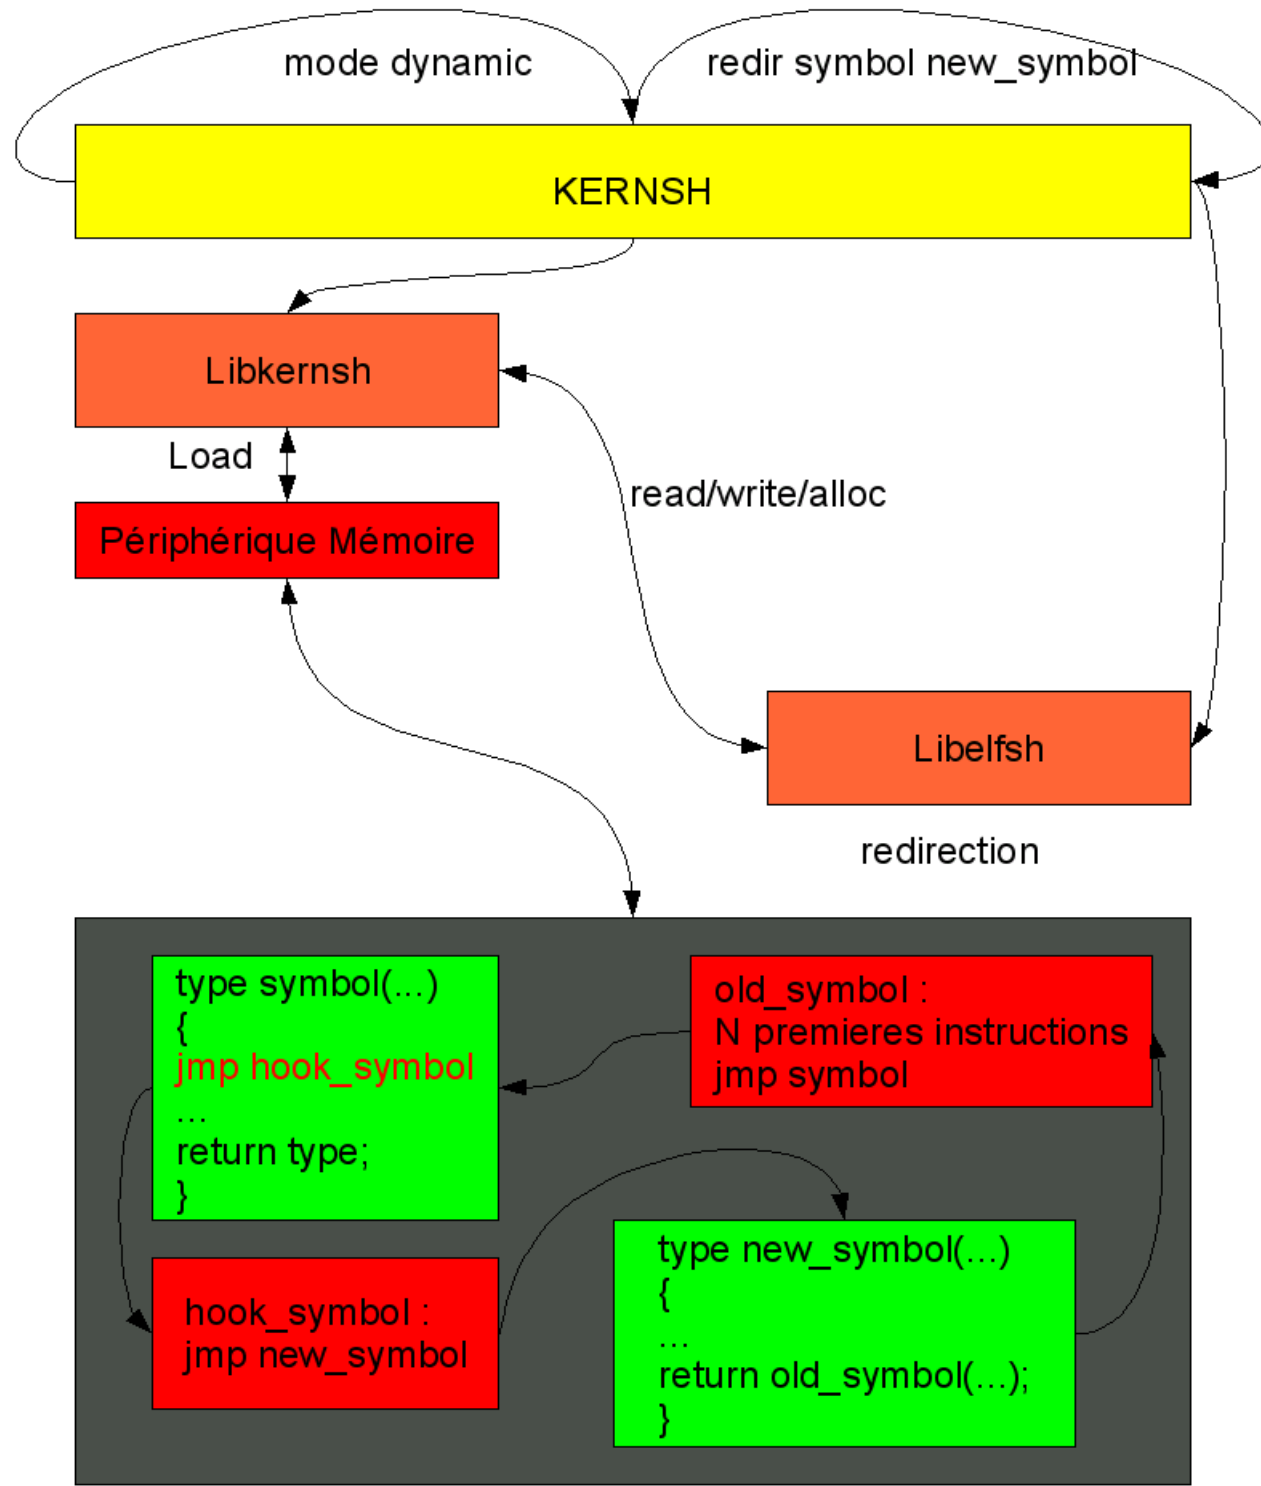 mode dynamic
redir symbol new_symbol
KERNSH
Libkernsh
Load
Périphérique Mémoire
read/write/alloc
Libelfsh
redirection
type symbol(...)
{
jmp hook_symbol
...
return type;
}
old_symbol :
N premieres instructions
jmp symbol
hook_symbol :
jmp new_symbol
type new_symbol(...)
{
...
return old_symbol(...);
}